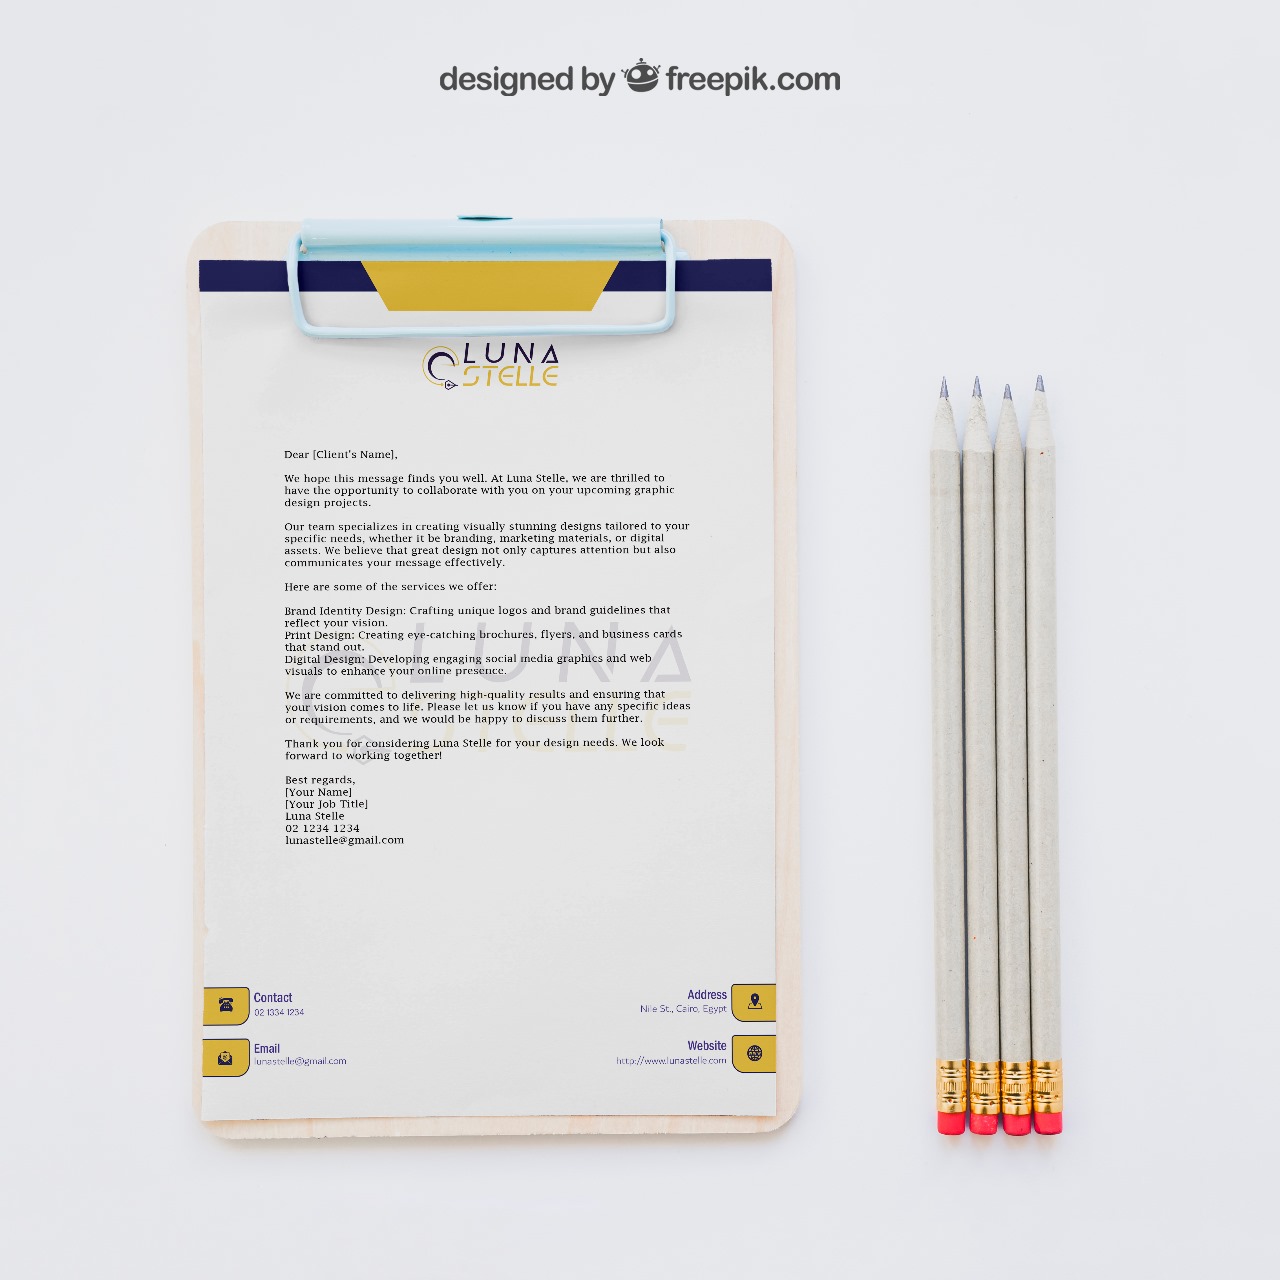 designed by freepik.com
LUNA
STELLE
Dear [Client's Name],
We hope this message finds you well. At Luna Stelle, we are thrilled to
have the opportunity to collaborate with you on your upcoming graphic
design projects.
Our team specializes in creating visually stunning designs tailored to your
specific needs, whether it be branding, marketing materials, or digital
assets. We believe that great design not only captures attention but also
communicates your message effectively.
Here are some of the services we offer:
Brand Identity Design: Crafting unique logos and brand guidelines that
reflect your vision.
Print Design: Creating eye-catching brochures, flyers, and business cards
that stand out.
Digital Design: Developing engaging social media graphics and web
visuals to enhance your online presence.
LUNA
STELLE
We are committed to delivering high-quality results and ensuring that
your vision comes to life. Please let us know if you have any specific ideas
or requirements, and we would be happy to discuss them further.
Thank you for considering Luna Stelle for your design needs. We look
forward to working together!
Best regards,
[Your Name]
[Your Job Title]
Luna Stelle
02 1234 1234
lunastelle@gmail.com
Contact
02 1334 1234
Email
lunastelle@gmail.com
Address
Nile St., Cairo, Egypt
Website
http://www.lunastelle.com